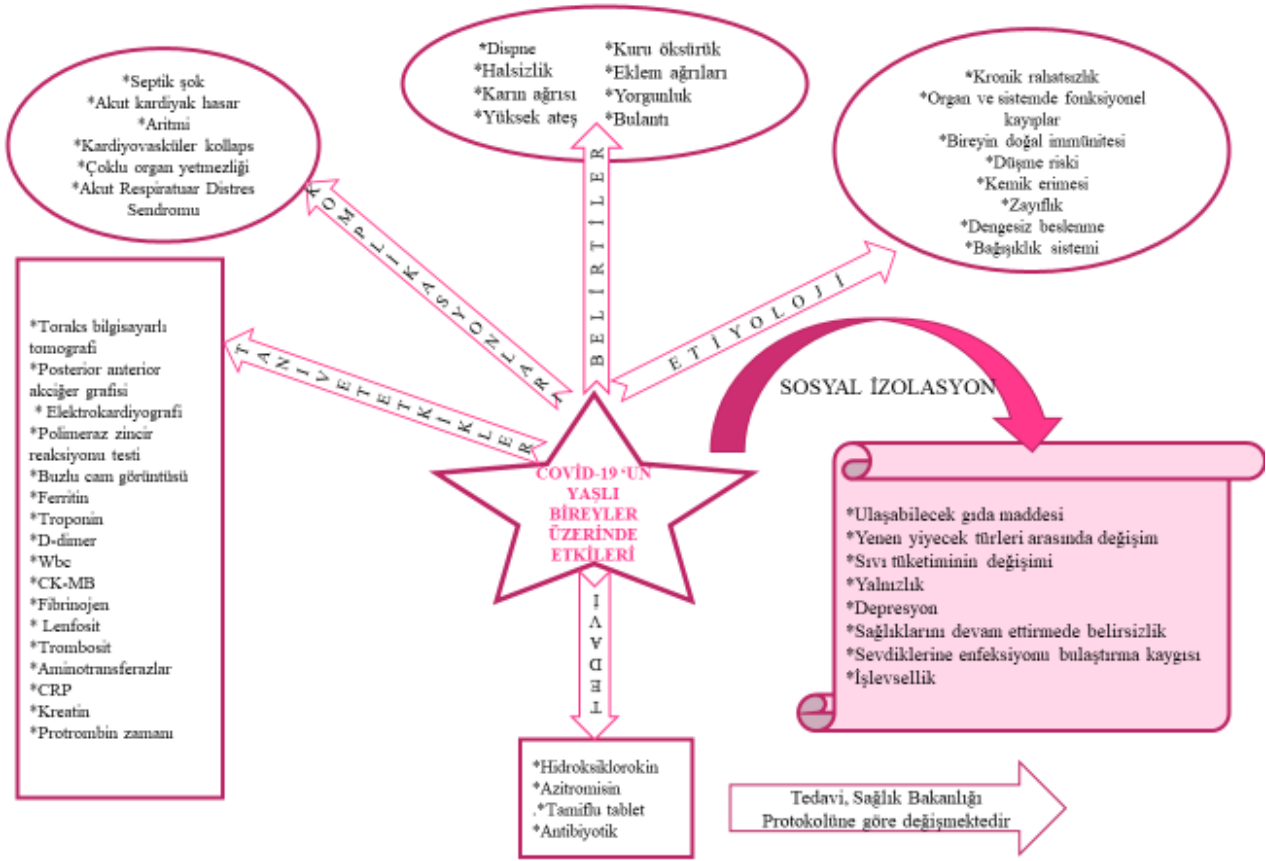 *Septik şok
*Akut kardiyak hasar
*Aritmi
*Kardiyovasküler kollaps
*Çoklu organ yetmezliği
*Akut Respiratuar Distres
Sendromu
*Dispne
*Halsizlik
*Karın ağrısı
*Yüksek ateş
*Kuru öksürük
*Eklem ağrıları
*Yorgunluk
*Bulantı
*Kronik rahatsızlık
*Organ ve sistemde fonksiyonel
kayıplar
*Bireyin doğal immünitesi
*Düşme riski
*Kemik erimesi
*Zayıflık
*Dengesiz beslenme
*Bağışıklık sistemi
KOMPLİKASYONLAR
BELİRTİLER
ETİYOLOJİ
TANIVETETKİKLER
*Toraks bilgisayarlı
tomografi
*Posterior anterior
akciğer grafisi
* Elektrokardiyografi
*Polimeraz zincir
reaksiyonu testi
*Buzlu cam görüntüsü
*Ferritin
*Troponin
*D-dimer
*Wbc
*CK-MB
*Fibrinojen
* Lenfosit
*Trombosit
*Aminotransferazlar
*CRP
*Kreatin
*Protrombin zamanı
COVİD-19 ‘UN
YAŞLI
BİREYLER
ÜZERİNDE
ETKİLERİ
SOSYAL İZOLASYON
*Ulaşabilecek gıda maddesi
*Yenen yiyecek türleri arasında değişim
*Sıvı tüketiminin değişimi
*Yalnızlık
*Depresyon
*Sağlıklarını devam ettirmede belirsizlik
*Sevdiklerine enfeksiyonu bulaştırma kaygısı
*İşlevsellik
TEDAVİ
*Hidroksiklorokin
*Azitromisin
.*Tamiflu tablet
*Antibiyotik
Tedavi, Sağlık Bakanlığı
Protokolüne göre değişmektedir